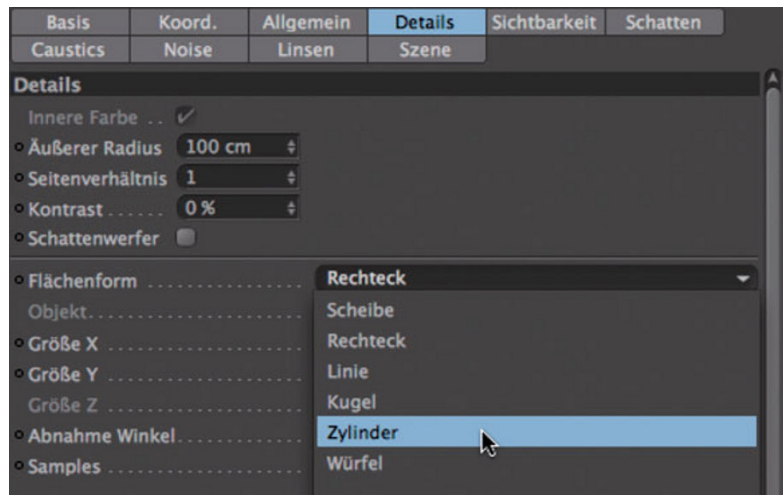 Basis Koord. Allgemein Details Sichtbarkeit Schatten
Caustics Noise Linsen Szene
Details
Innere Farbe . .
Äußerer Radius 100 cm
Seitenverhältnis 1
Kontrast . . . . . . 0 %
Schattenwerfer
Flächenform . . . . . . . . . . . . . . . Rechteck
Objekt. . . . . . . . . . . . . . . . . . . . .
Scheibe
Rechteck
Linie
Kugel
Zylinder
Würfel
Größe X . . . . . . . . . . . . . . . . . . .
Größe Y . . . . . . . . . . . . . . . . . . .
Größe Z . . . . . . . . . . . . . . . . . . .
Abnahme Winkel. . . . . . . . . . . .
Samples . . . . . . . . . . . . . . . . . . .